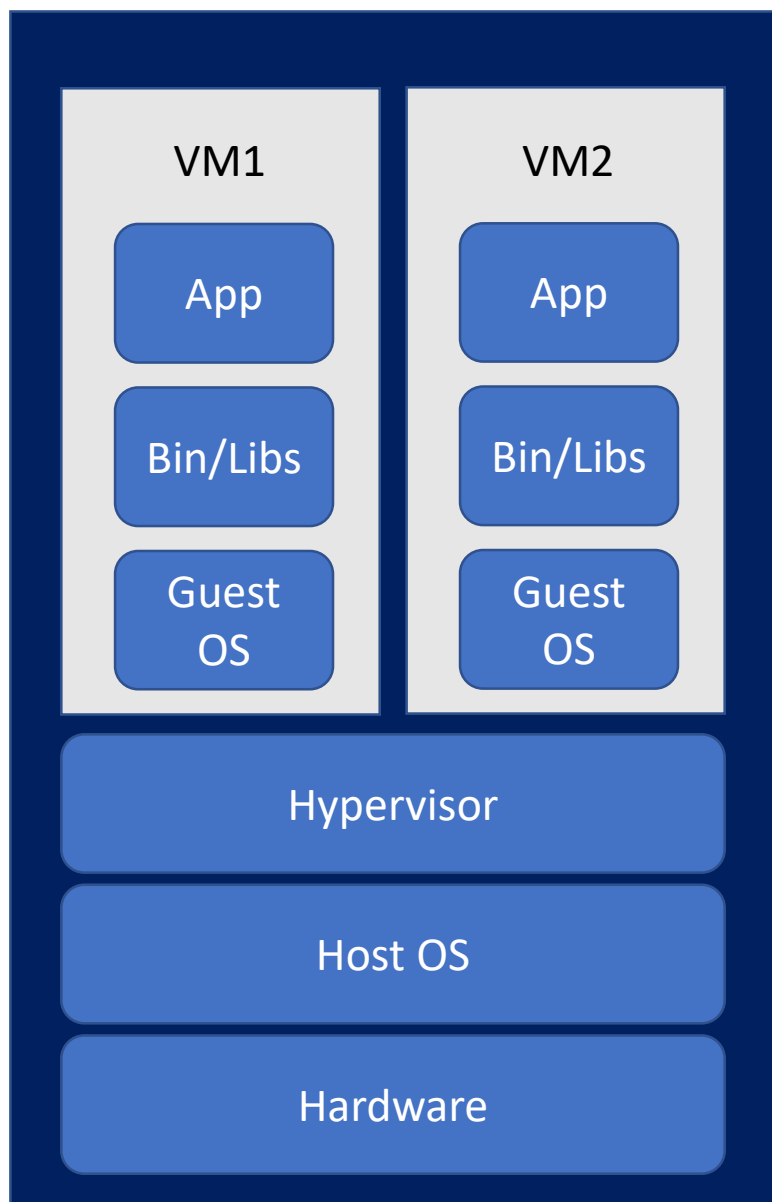 VM1
App
Bin/Libs
Guest
OS
VM2
App
Bin/Libs
Guest
OS
Hypervisor
Host OS
Hardware